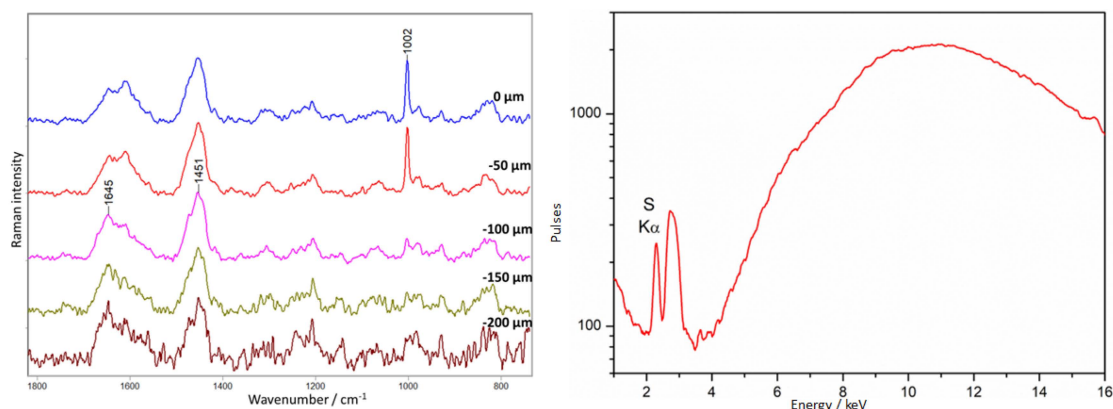 1002
0 µm
-50 µm
1645
1451
-100 µm
-150 µm
-200 µm
Raman intensity
1800
1600
1400
1200
1000
800
Wavenumber / cm⁻¹
1000
100
Pulses
S
Kα
2
4
6
8
10
12
14
16
Energy / keV